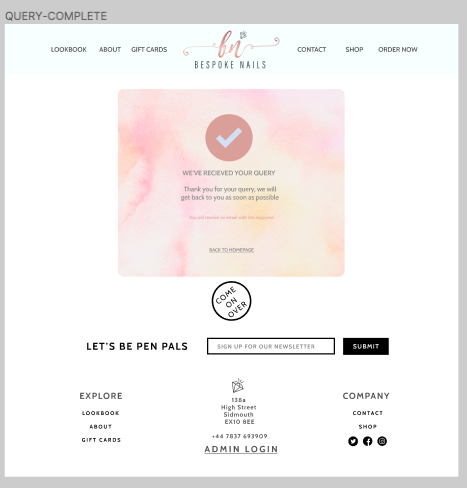 QUERY-COMPLETE
LOOKBOOK ABOUT GIFT CARDS
bn
BESPOKE NAILS
CONTACT SHOP ORDER NOW
WE'VE RECIEVED YOUR QUERY
Thank you for your query, we will
get back to you as soon as possible
You will receive an email with this response
BACK TO HOMEPAGE
COME
ON
OVER
LET'S BE PEN PALS
SIGN UP FOR OUR NEWSLETTER
SUBMIT
EXPLORE
LOOKBOOK
ABOUT
GIFT CARDS
138a
High Street
Sidmouth
EX10 8EE
+44 7837 693909
ADMIN LOGIN
COMPANY
CONTACT
SHOP